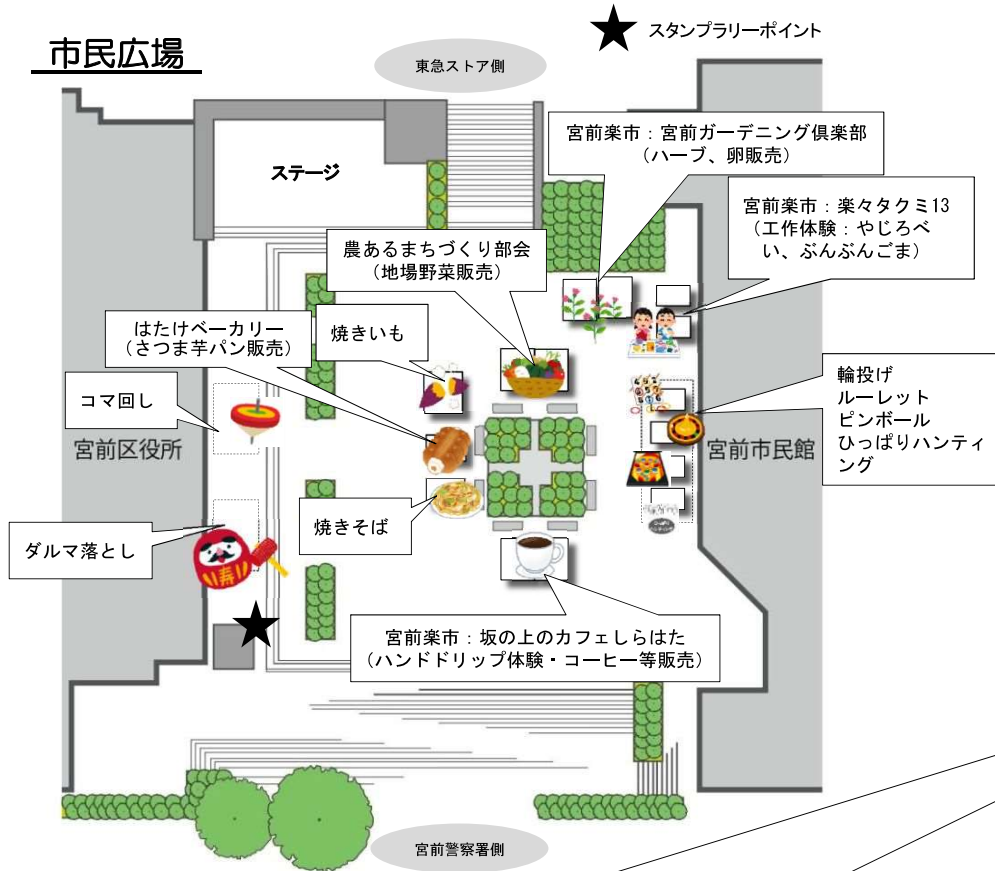 スタンプラリーポイント
市民広場
東急ストア側
宮前楽市：宮前ガーデニング倶楽部
（ハーブ、卵販売）
ステージ
宮前楽市：楽々タクミ13
（工作体験：やじろべ
い、ぶんぶんごま）
農あるまちづくり部会
（地場野菜販売）
はたけベーカリー
（さつま芋パン販売）
焼きいも
コマ回し
宮前区役所
輪投げ
ルーレット
ピンボール
ひっぱりハンティ
ング
宮前市民館
焼きそば
ダルマ落とし
寿
宮前楽市：坂の上のカフェしらはた
（ハンドドリップ体験・コーヒー等販売）
宮前警察署側